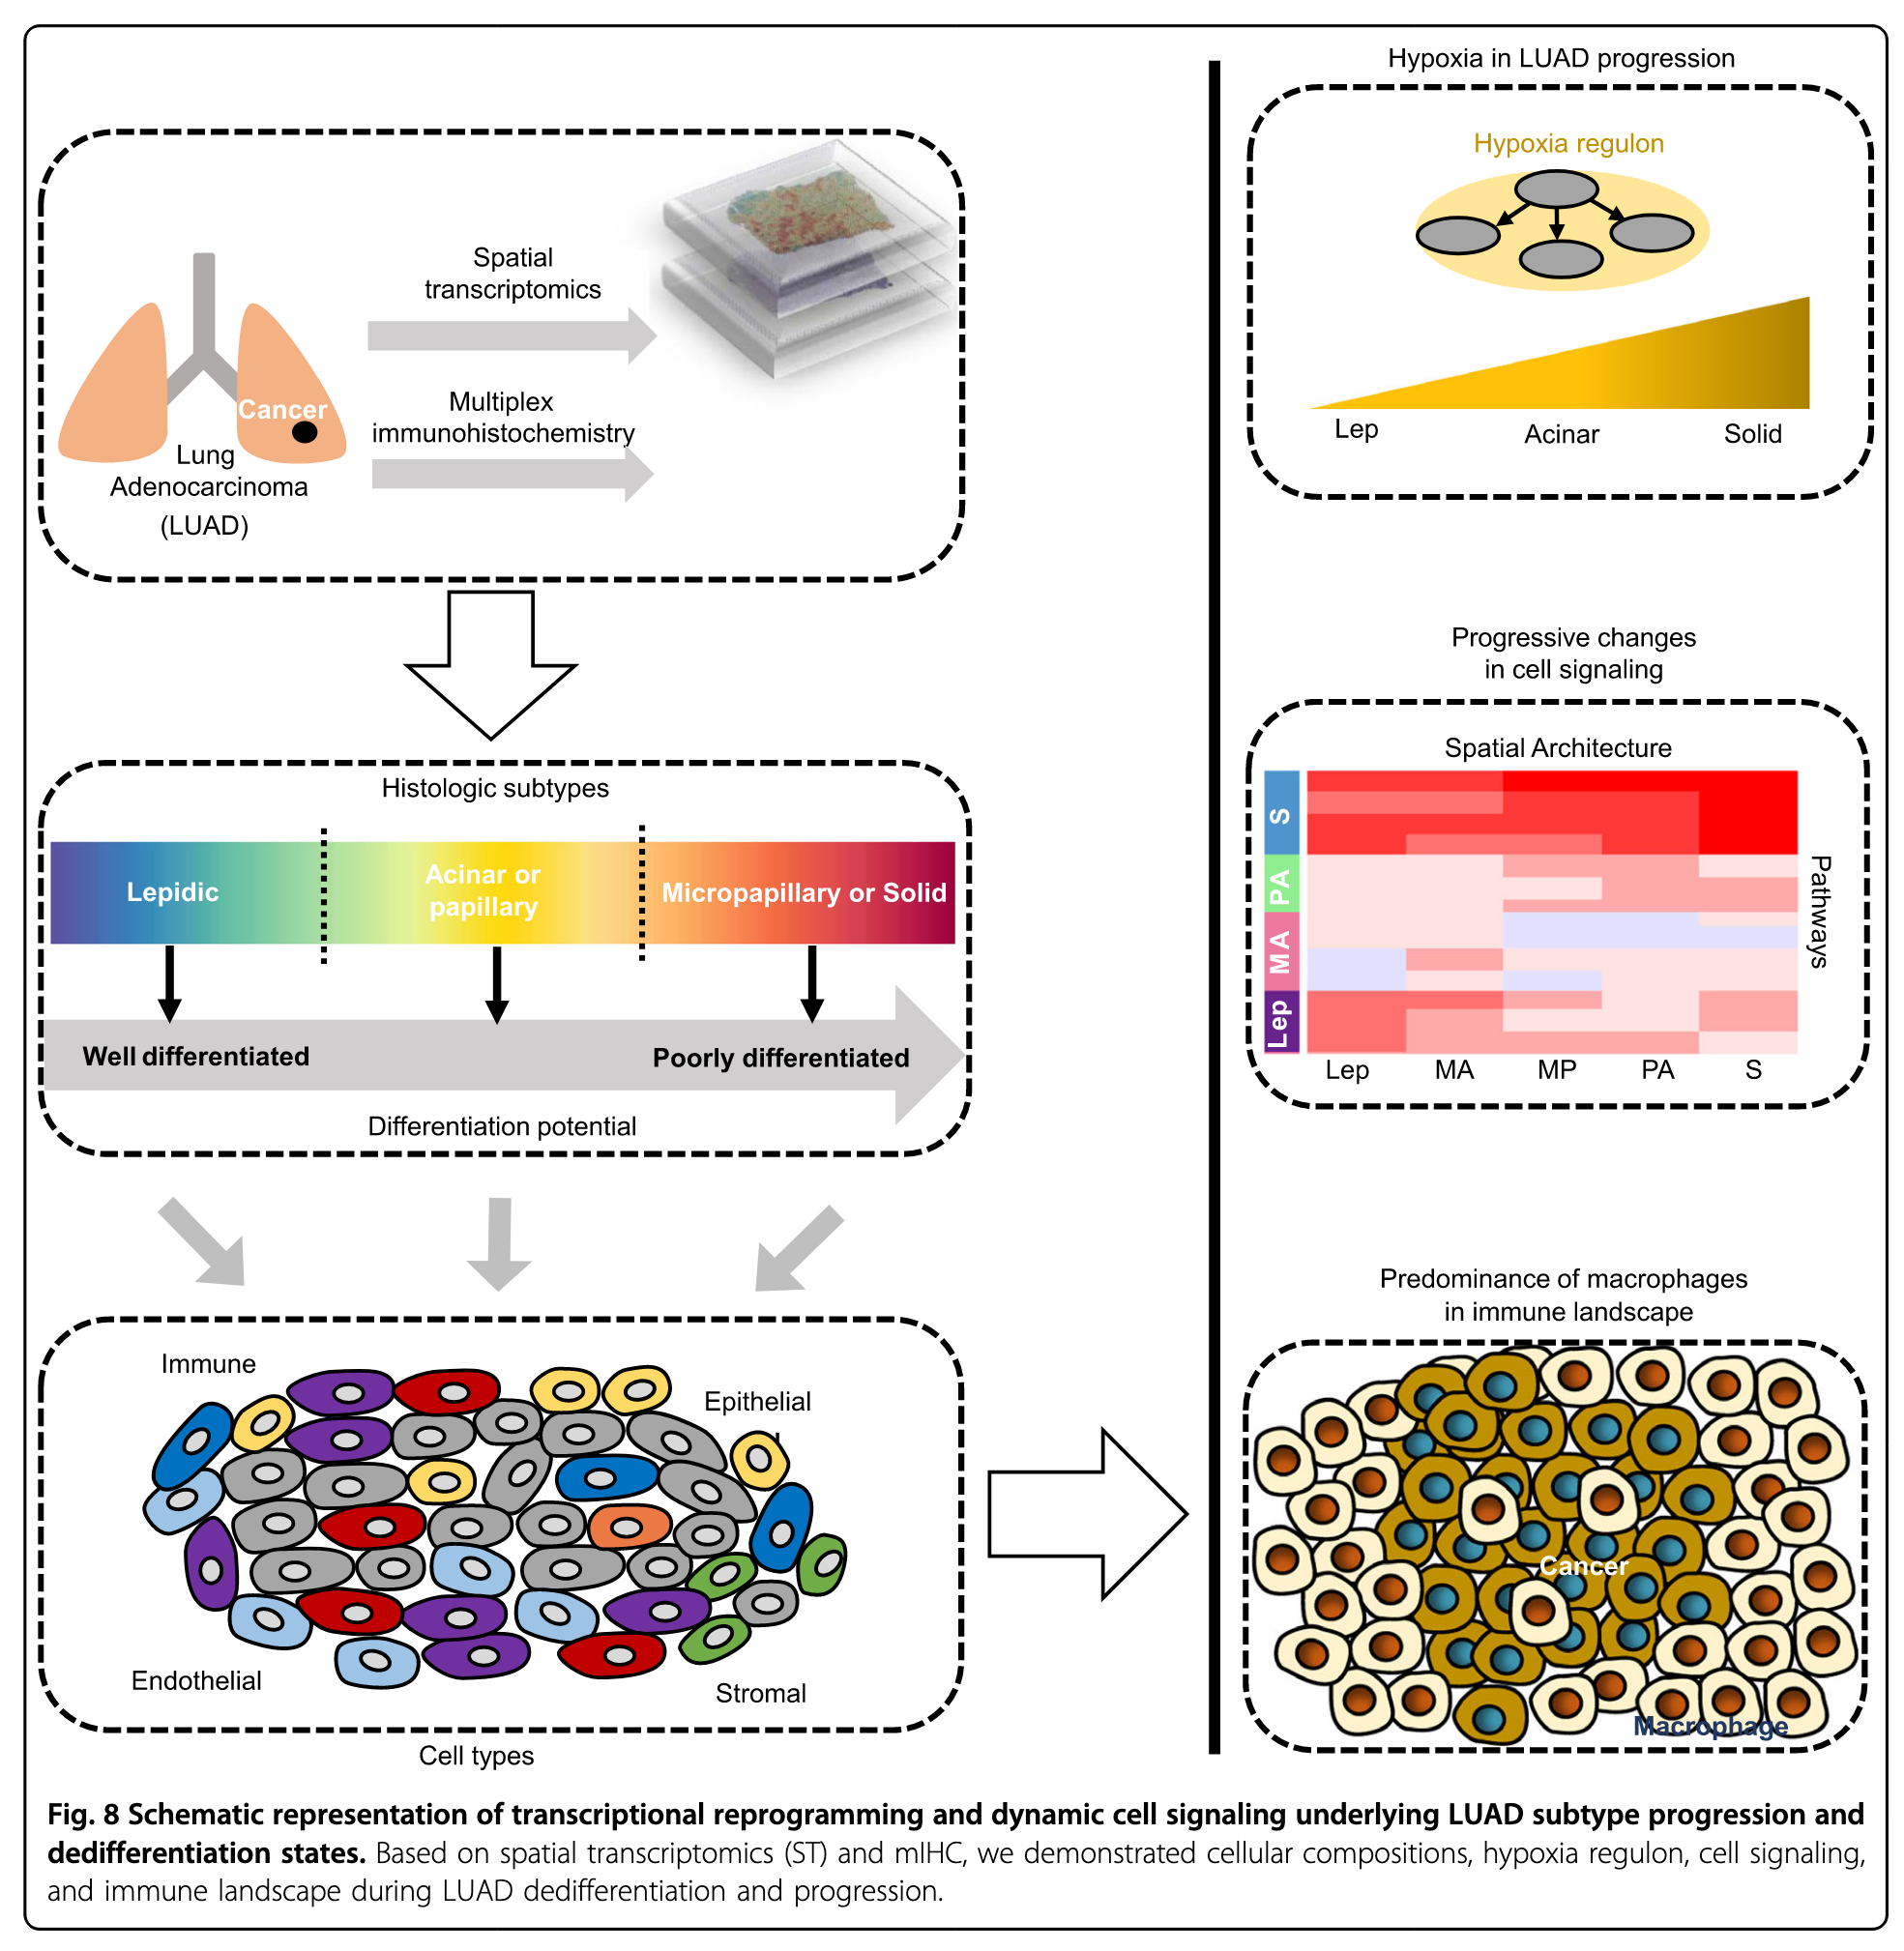 Spatial
transcriptomics
Multiplex
immunohistochemistry
Cancer
Lung
Adenocarcinoma
(LUAD)
Histologic subtypes
Lepidic
Acinar or
papillary
Micropapillary or Solid
Well differentiated
Poorly differentiated
Differentiation potential
Immune
Epithelial
Endothelial
Stromal
Cell types
Hypoxia in LUAD progression
Hypoxia regulon
Lep
Acinar
Solid
Progressive changes
in cell signaling
Spatial Architecture
S
PA
MA
Lep
Pathways
Lep
MA
MP
PA
S
Predominance of macrophages
in immune landscape
Cancer
Macrophage
Fig. 8 Schematic representation of transcriptional reprogramming and dynamic cell signaling underlying LUAD subtype progression and
dedifferentiation states. Based on spatial transcriptomics (ST) and mIHC, we demonstrated cellular compositions, hypoxia regulon, cell signaling,
and immune landscape during LUAD dedifferentiation and progression.